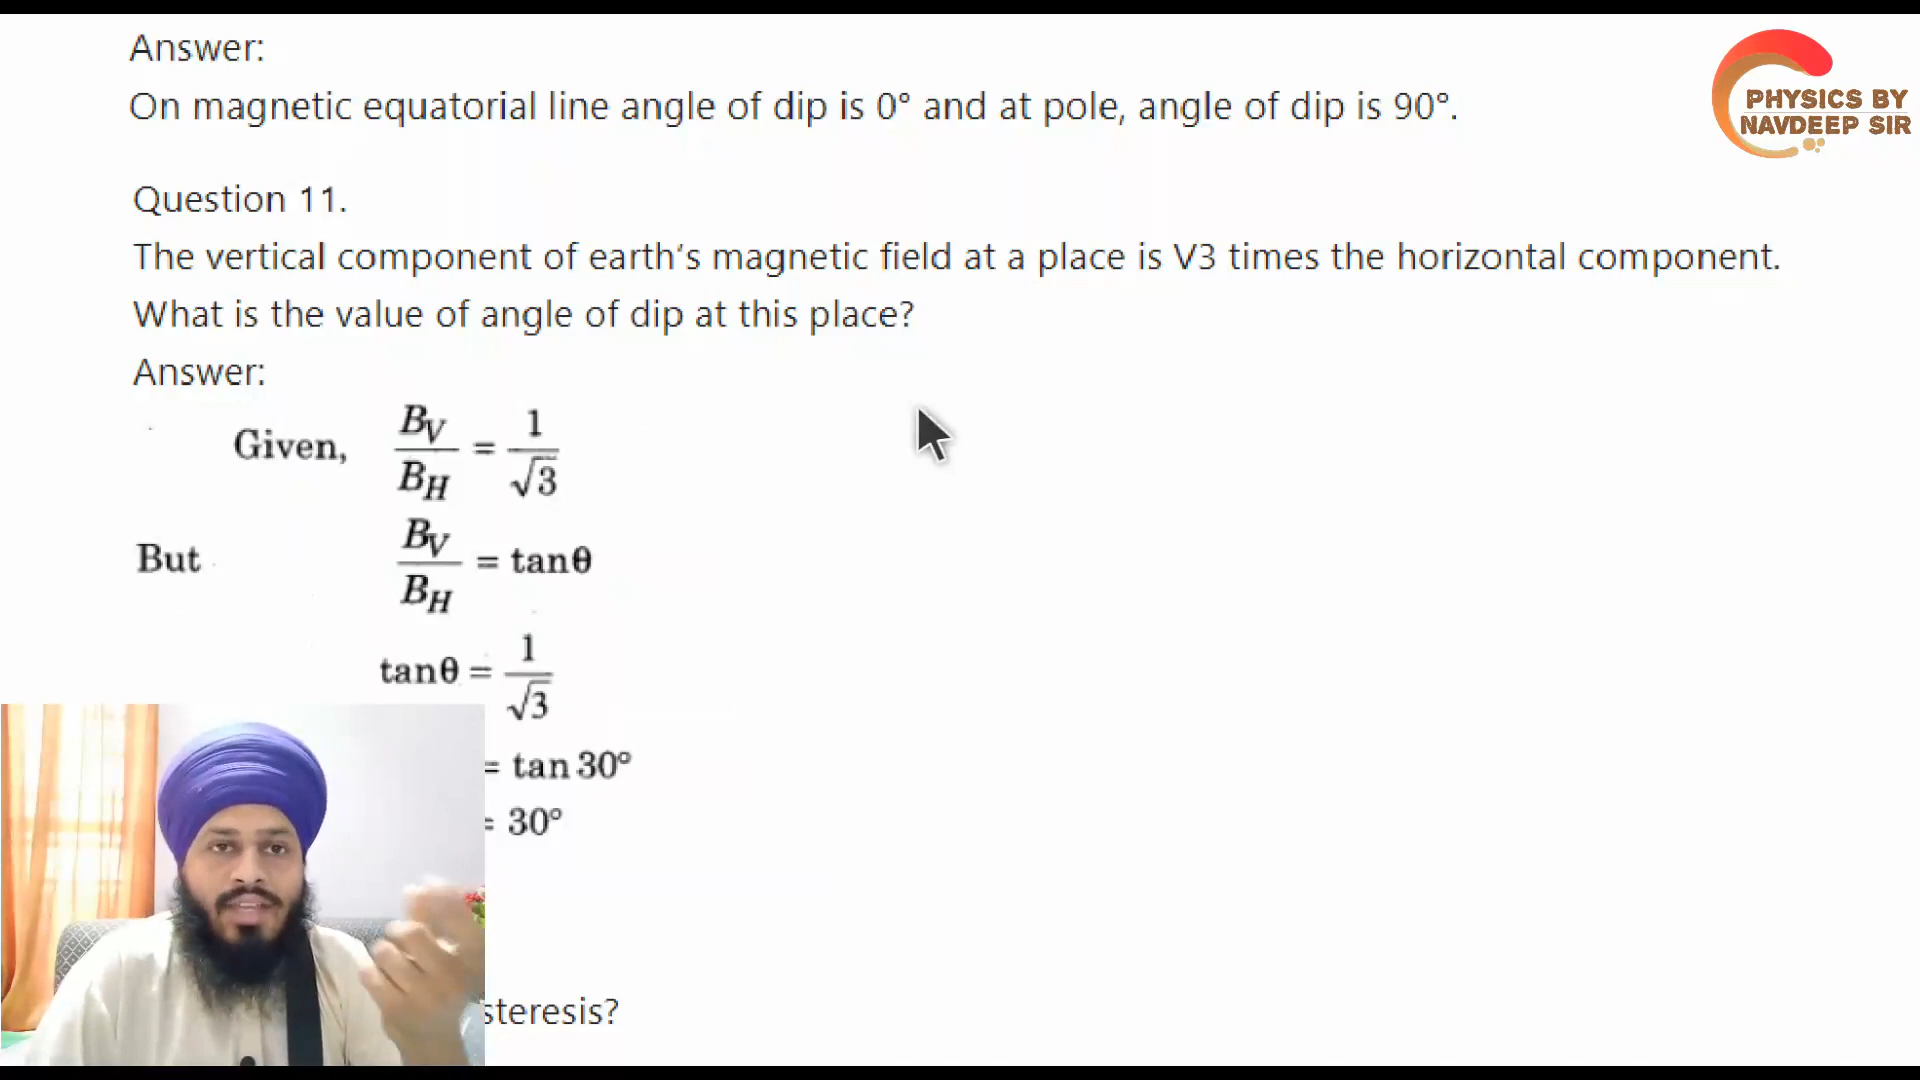 Answer:
On magnetic equatorial line angle of dip is 0° and at pole, angle of dip is 90°.
PHYSICS BY
NAVDEEP SIR
Question 11.
The vertical component of earth's magnetic field at a place is V3 times the horizontal component.
What is the value of angle of dip at this place?
Answer:
Given, B_V/B_H = 1/√3
But B_V/B_H = tanθ
tanθ = 1/√3
= tan 30°
= 30°
steresis?